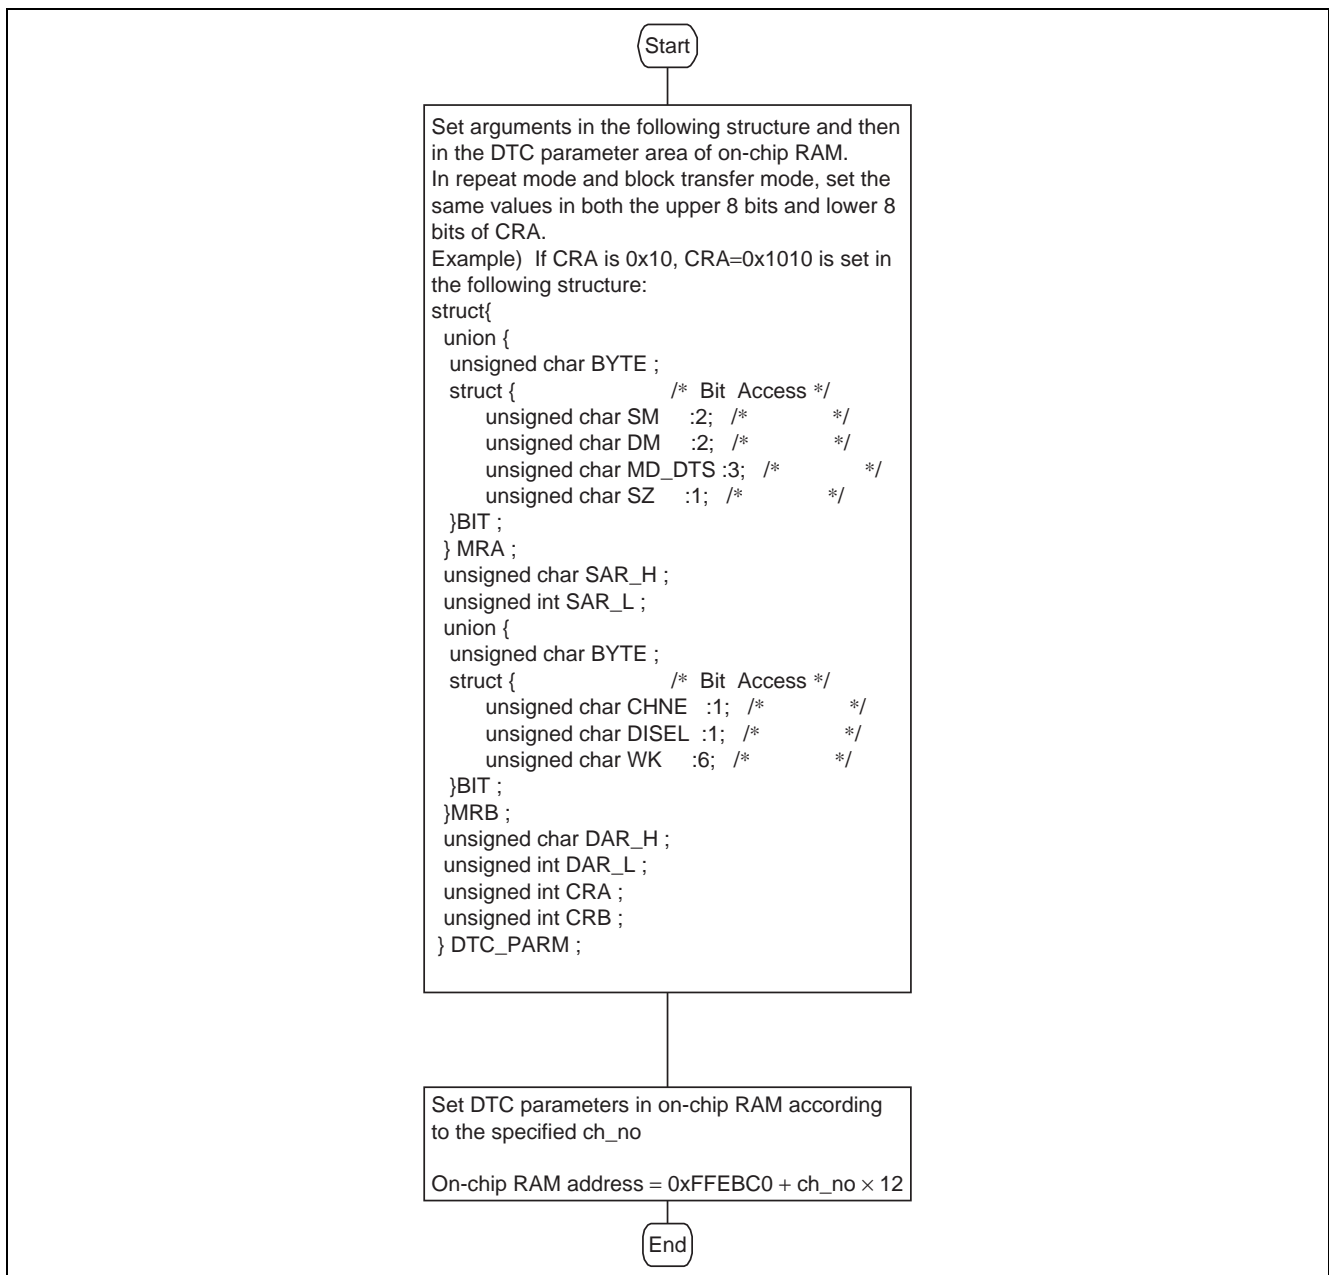 Start
Set arguments in the following structure and then
in the DTC parameter area of on-chip RAM.
In repeat mode and block transfer mode, set the
same values in both the upper 8 bits and lower 8
bits of CRA.
Example)  If CRA is 0x10, CRA=0x1010 is set in
the following structure:
struct{
union {
unsigned char BYTE ;
struct {                /*  Bit  Access */
unsigned char SM     :2;   /*             */
unsigned char DM     :2;   /*             */
unsigned char MD_DTS :3;   /*             */
unsigned char SZ     :1;   /*             */
}BIT ;
} MRA ;
unsigned char SAR_H ;
unsigned int SAR_L ;
union {
unsigned char BYTE ;
struct {                /*  Bit  Access */
unsigned char CHNE   :1;   /*             */
unsigned char DISEL  :1;   /*             */
unsigned char WK     :6;   /*             */
}BIT ;
}MRB ;
unsigned char DAR_H ;
unsigned int DAR_L ;
unsigned int CRA ;
unsigned int CRB ;
} DTC_PARM ;
Set DTC parameters in on-chip RAM according
to the specified ch_no
On-chip RAM address = 0xFFEBC0 + ch_no × 12
End